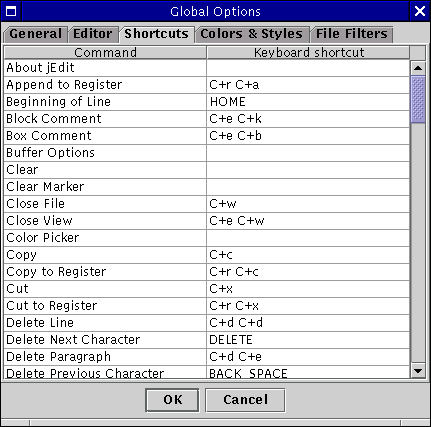 Global Options
General Editor Shortcuts Colors & Styles File Filters
Command Keyboard shortcut
About jEdit
Append to Register C+r C+a
Beginning of Line HOME
Block Comment C+e C+k
Box Comment C+e C+b
Buffer Options
Clear
Clear Marker
Close File C+w
Close View C+e C+w
Color Picker
Copy C+c
Copy to Register C+r C+c
Cut C+x
Cut to Register C+r C+x
Delete Line C+d C+d
Delete Next Character DELETE
Delete Paragraph C+d C+e
Delete Previous Character BACK_SPACE
OK Cancel